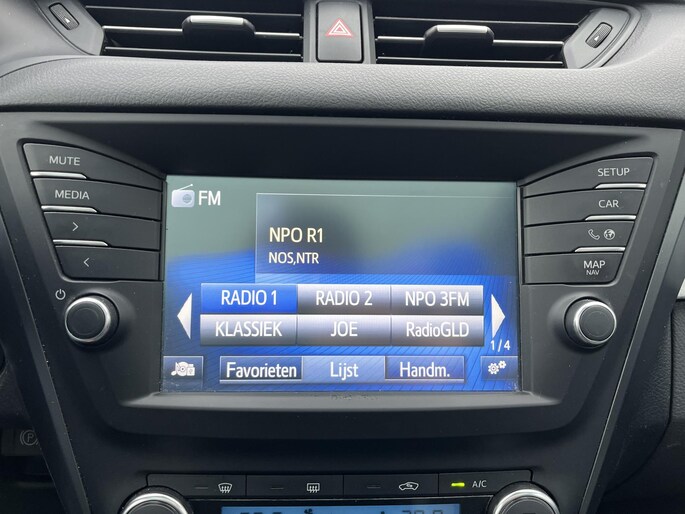 MUTE
MEDIA
SETUP
CAR
MAP
NAV
FM
NPO R1
NOS,NTR
RADIO 1 RADIO 2 NPO 3FM
KLASSIEK JOE RadioGLD
1/4
Favorieten Lijst Handm.
A/C